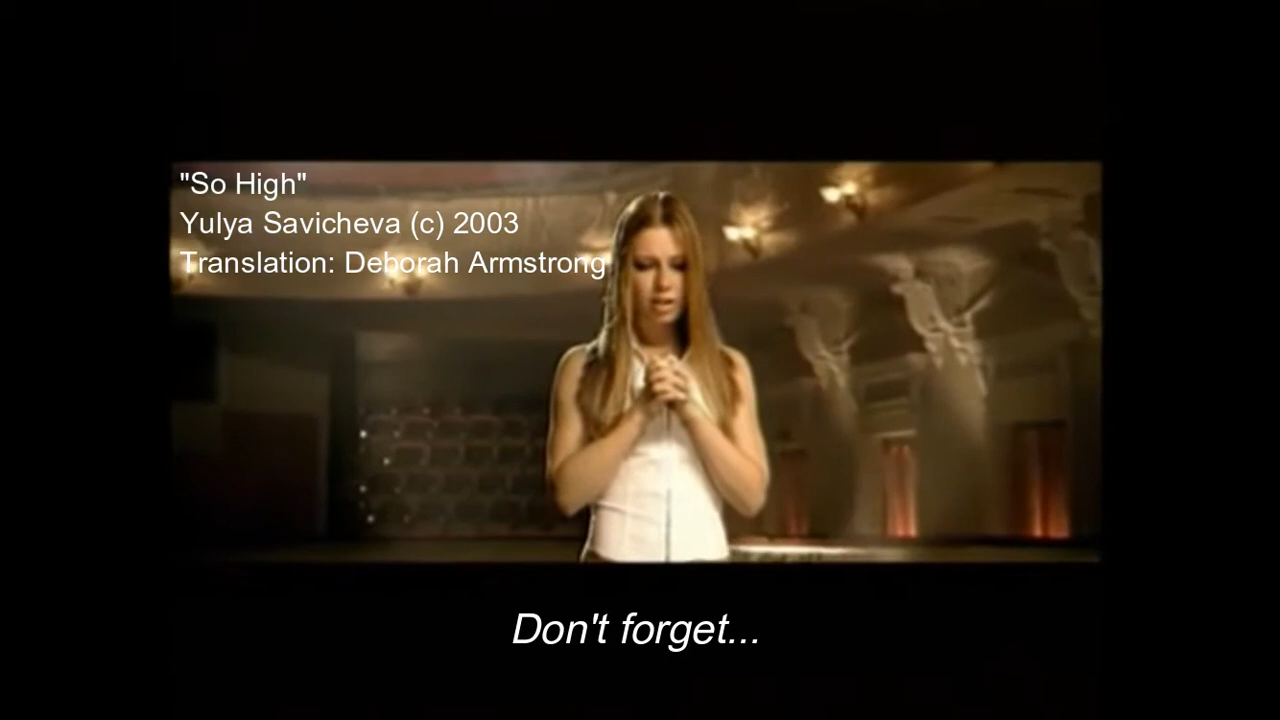 "So High"
Yulya Savicheva (c) 2003
Translation: Deborah Armstrong
Don't forget...